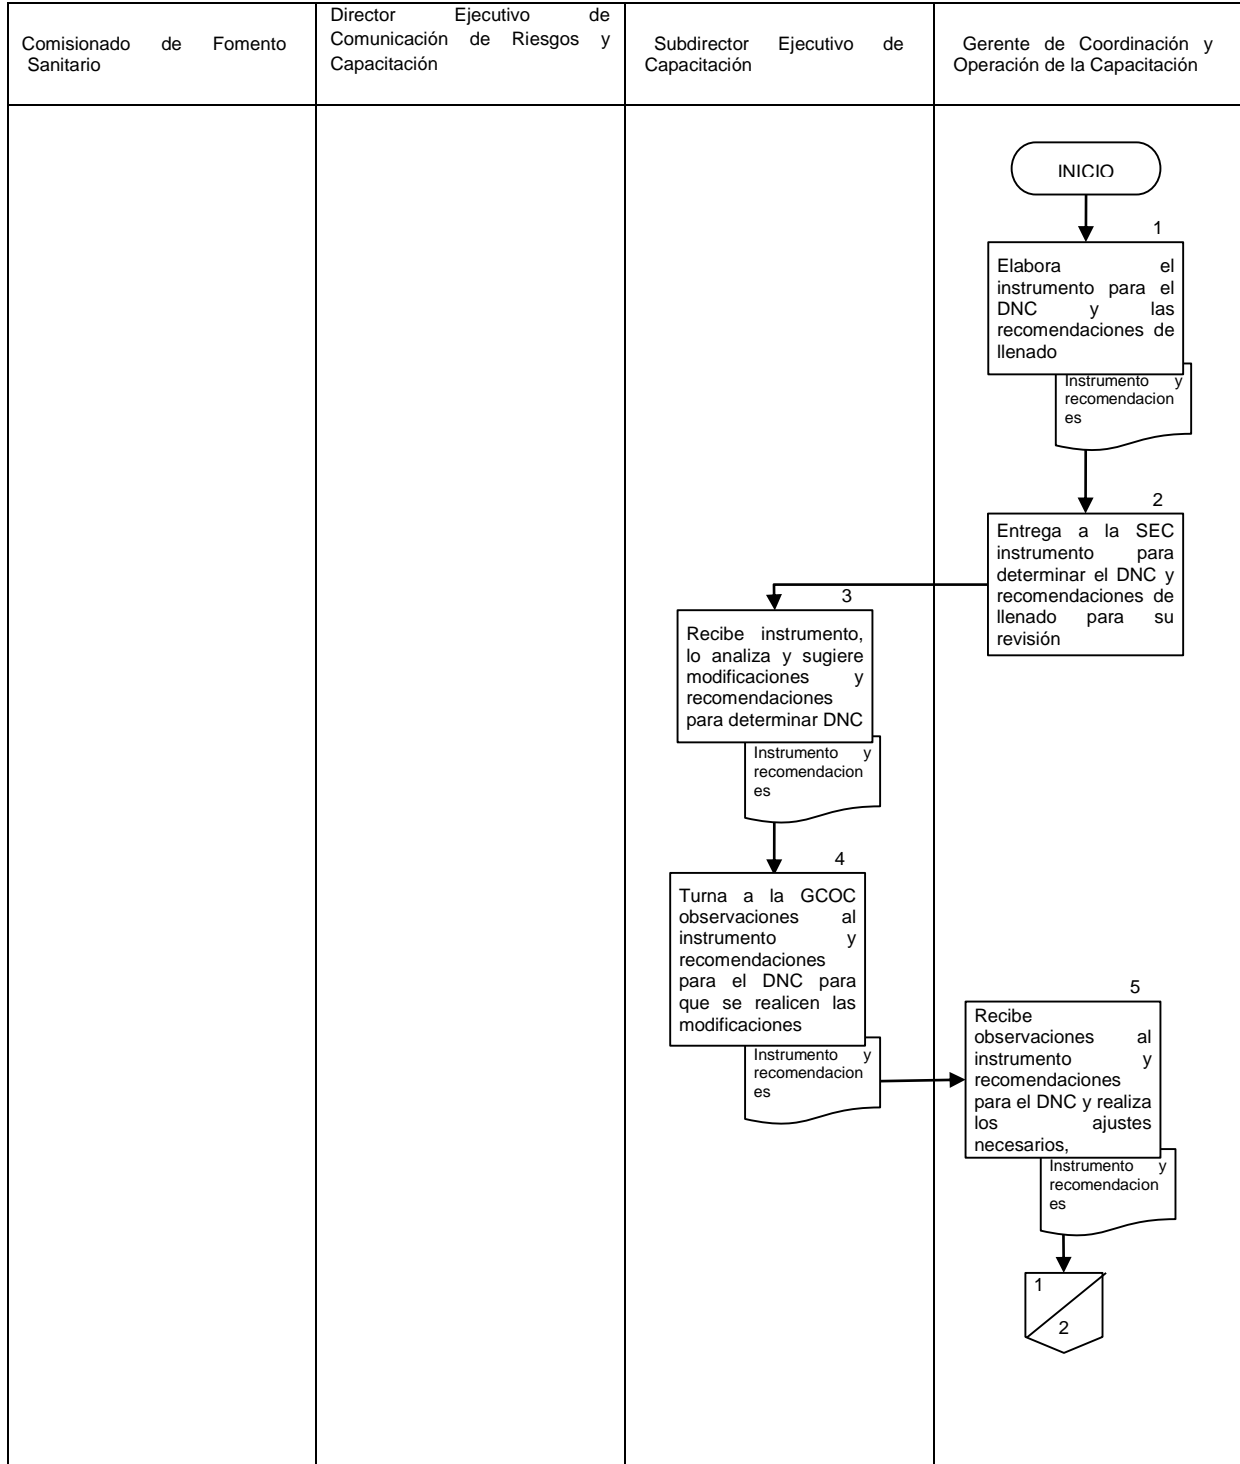 Comisionado de Fomento
Sanitario
Director Ejecutivo de
Comunicación de Riesgos y
Capacitación
Subdirector Ejecutivo de
Capacitación
Gerente de Coordinación y
Operación de la Capacitación
INICIO
1
Elabora el
instrumento para el
DNC y las
recomendaciones de
llenado
Instrumento y
recomendacion
es
2
Entrega a la SEC
instrumento para
determinar el DNC y
recomendaciones de
llenado para su
revisión
3
Recibe instrumento,
lo analiza y sugiere
modificaciones y
recomendaciones
para determinar DNC
Instrumento y
recomendacion
es
4
Turna a la GCOC
observaciones al
instrumento y
recomendaciones
para el DNC para
que se realicen las
modificaciones
Instrumento y
recomendacion
es
5
Recibe
observaciones al
instrumento y
recomendaciones
para el DNC y realiza
los ajustes
necesarios,
Instrumento y
recomendacion
es
1
2